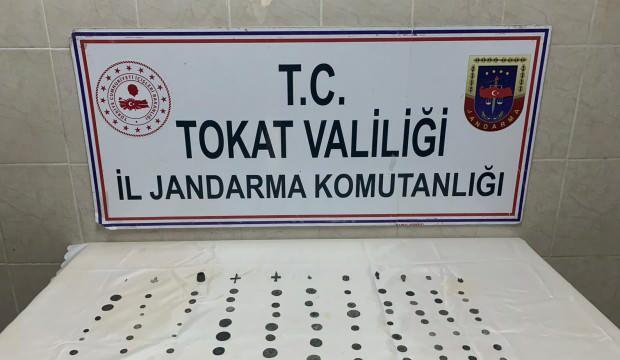 T.C.
TOKAT VALİLİĞİ
İL JANDARMA KOMUTANLIĞI
JANDARMA